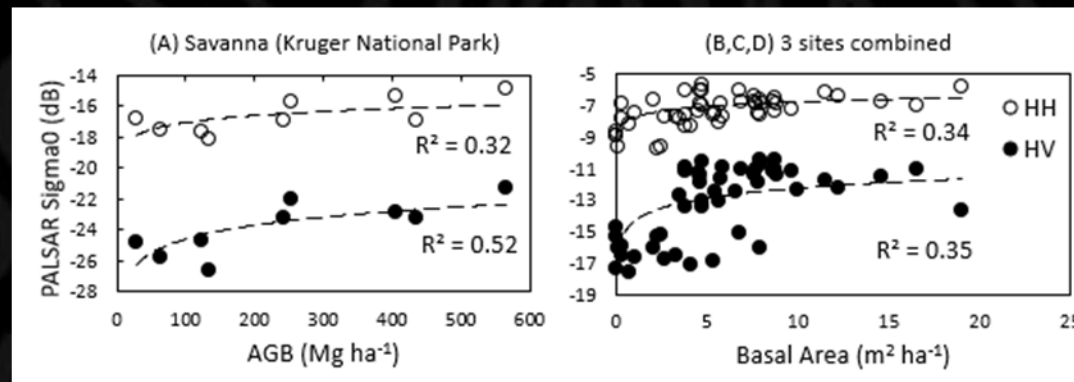 (A) Savanna (Kruger National Park)
(B,C,D) 3 sites combined
PALSAR Sigma0 (dB)
-14
-16
-18
-20
-22
-24
-26
-28
R² = 0.32
R² = 0.52
0 100 200 300 400 500 600
AGB (Mg ha⁻¹)
-5
-7
-9
-11
-13
-15
-17
-19
R² = 0.34
R² = 0.35
HH
HV
0 5 10 15 20 25
Basal Area (m² ha⁻¹)